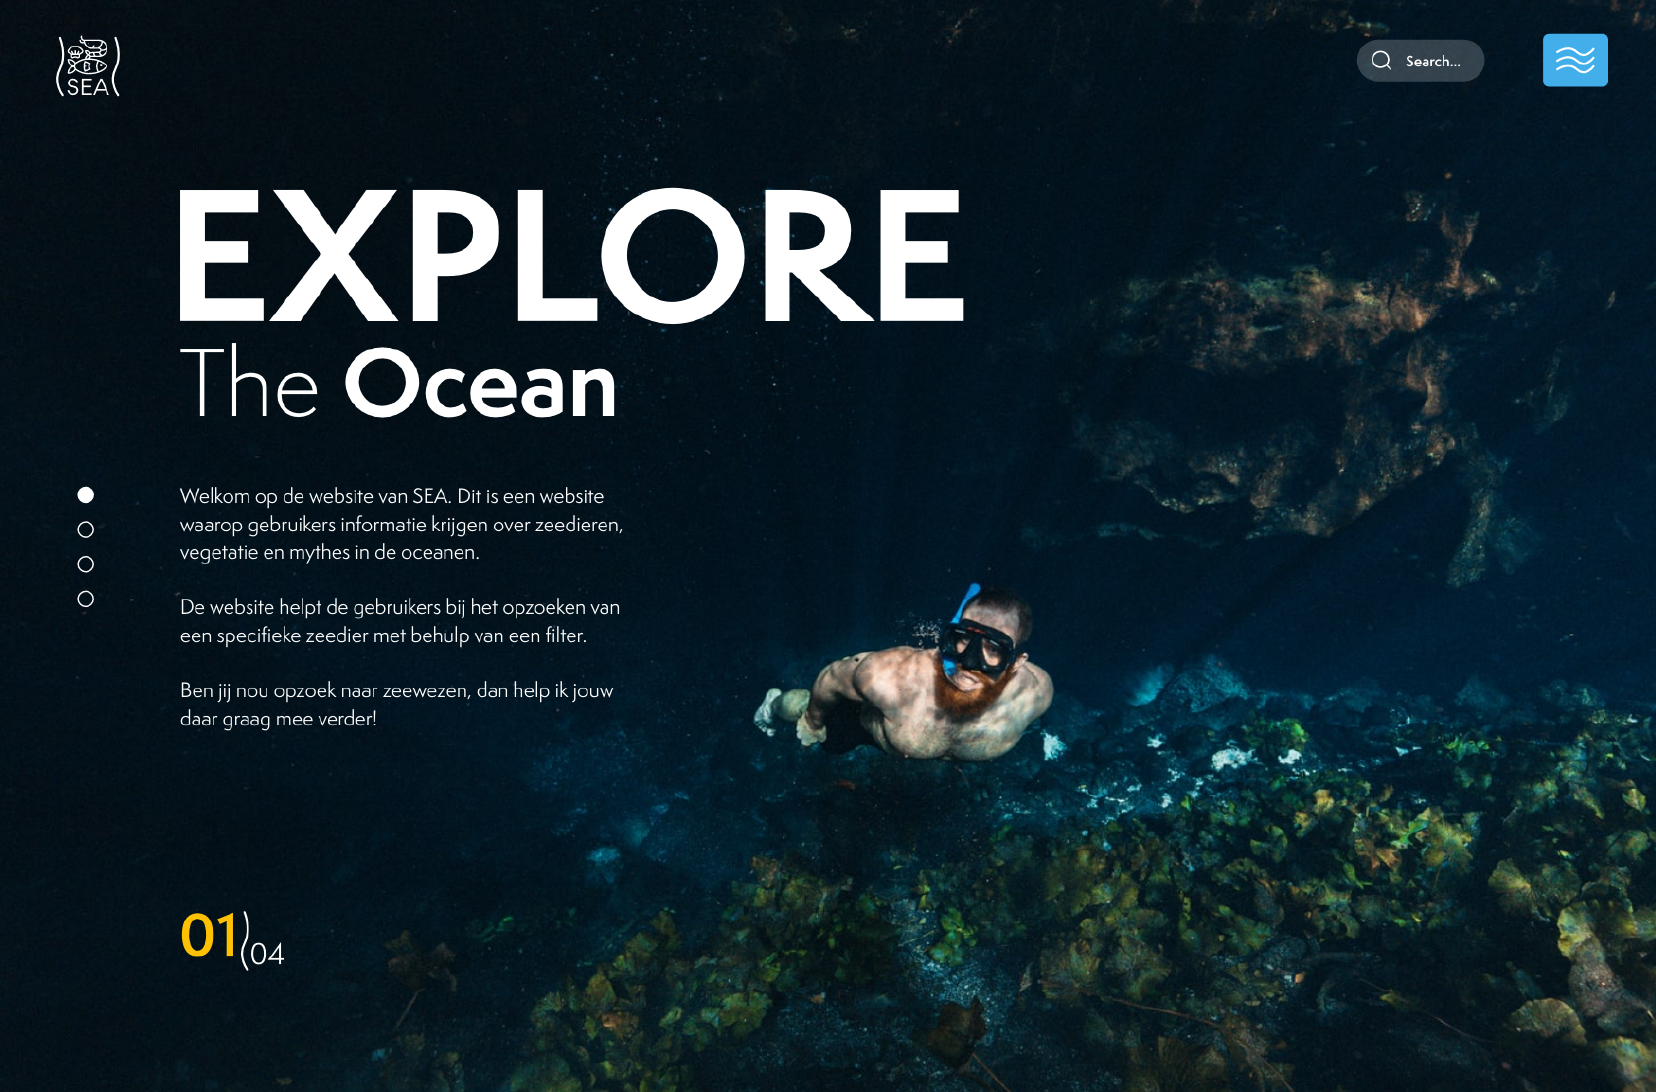 SEA
Search...
EXPLORE
The Ocean
Welkom op de website van SEA. Dit is een website
waarop gebruikers informatie krijgen over zeedieren,
vegetatie en mythes in de oceanen.
De website helpt de gebruikers bij het opzoeken van
een specifieke zeedier met behulp van een filter.
Ben jij nou opzoek naar zeewezen, dan help ik jouw
daar graag mee verder!
01
04